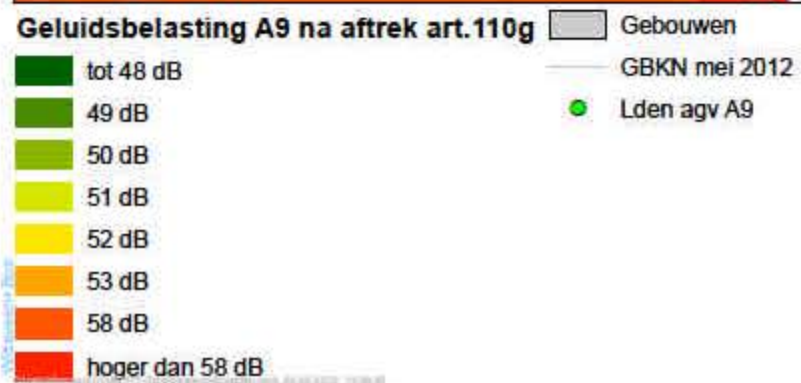 Geluidsbelasting A9 na aftrek art.110g
tot 48 dB
49 dB
50 dB
51 dB
52 dB
53 dB
58 dB
hoger dan 58 dB
Gebouwen
GBKN mei 2012
Lden agv A9